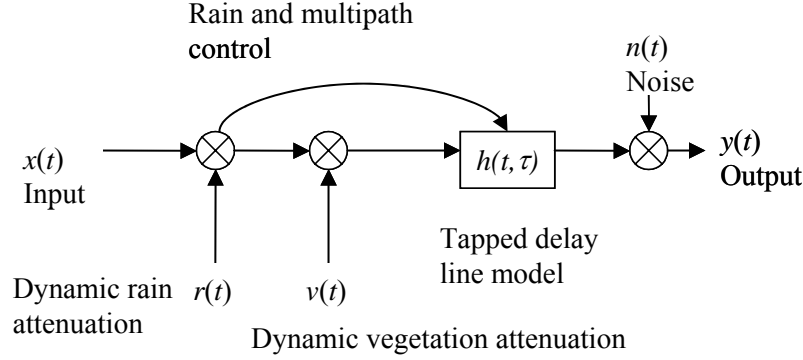 Rain and multipath
control
n(t)
Noise
x(t)
Input
h(t,τ)
y(t)
Output
Tapped delay
line model
Dynamic rain
attenuation
r(t)
v(t)
Dynamic vegetation attenuation